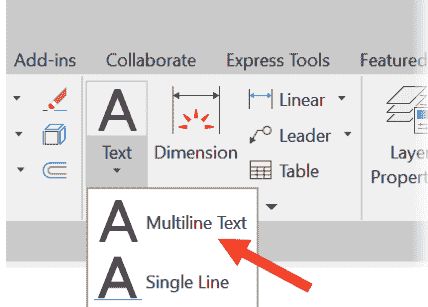 Add-ins Collaborate Express Tools Featured
A
Text
Dimension
Linear
Leader
Table
Layer
Propert
A Multiline Text
A Single Line